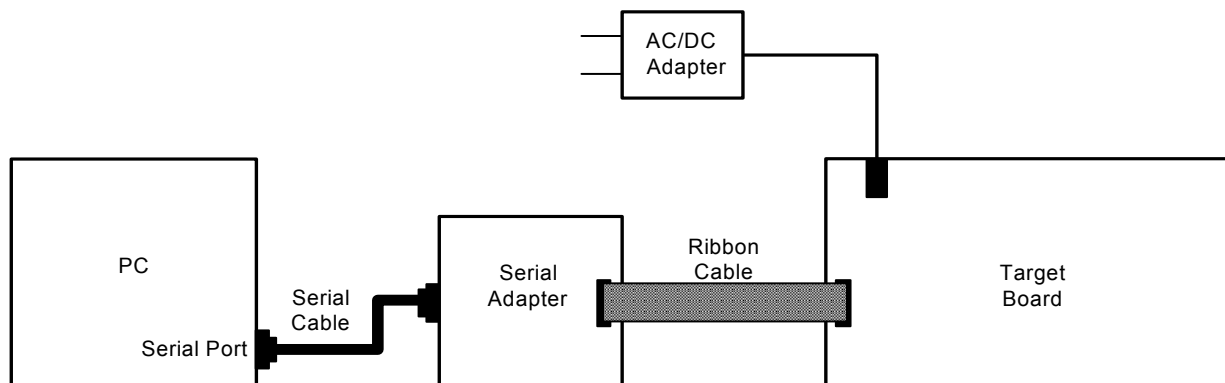 AC/DC
Adapter
PC
Serial
Cable
Serial Port
Serial
Adapter
Ribbon
Cable
Target
Board